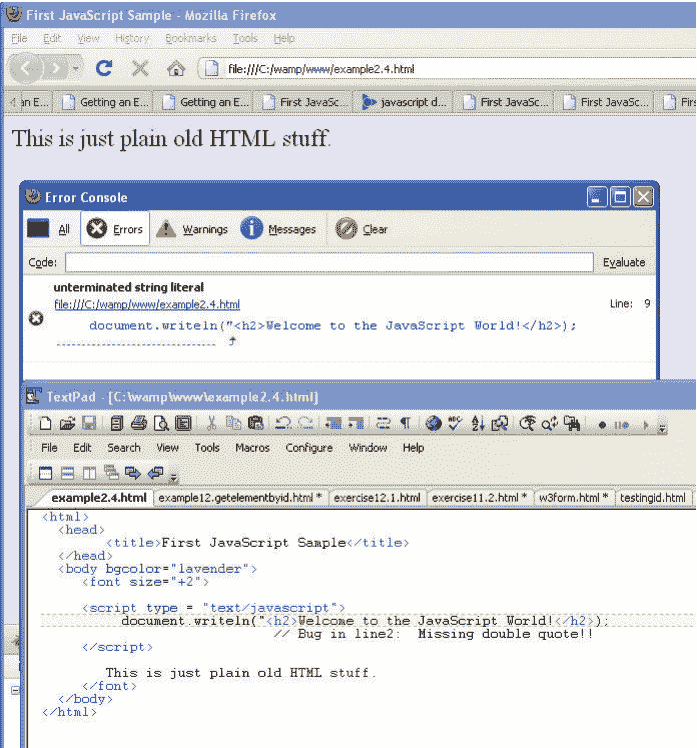 First JavaScript Sample - Mozilla Firefox
File Edit View History Bookmarks Tools Help
file:///C:/wamp/www/example2.4.html
an E... Getting an E... Getting an E... First JavaSc... javascript d... First JavaSc... First JavaSc... Firs
This is just plain old HTML stuff.
Error Console
All Errors Warnings Messages Clear
Code: Evaluate
unterminated string literal
file:///C:/wamp/www/example2.4.html Line: 9
document.writeln("<h2>Welcome to the JavaScript World!</h2>);
TextPad - [C:\wamp\www\example2.4.html]
File Edit Search View Tools Macros Configure Window Help
example2.4.html example12.getelementbyid.html * exercise12.1.html exercise11.2.html * w3form.html * testingid.html
<html>
<head>
<title>First JavaScript Sample</title>
</head>
<body bgcolor="lavender">
<font size="+2">
<script type = "text/javascript">
document.writeln("<h2>Welcome to the JavaScript World!</h2>);
// Bug in line2: Missing double quote!!
</script>
This is just plain old HTML stuff.
</font>
</body>
</html>